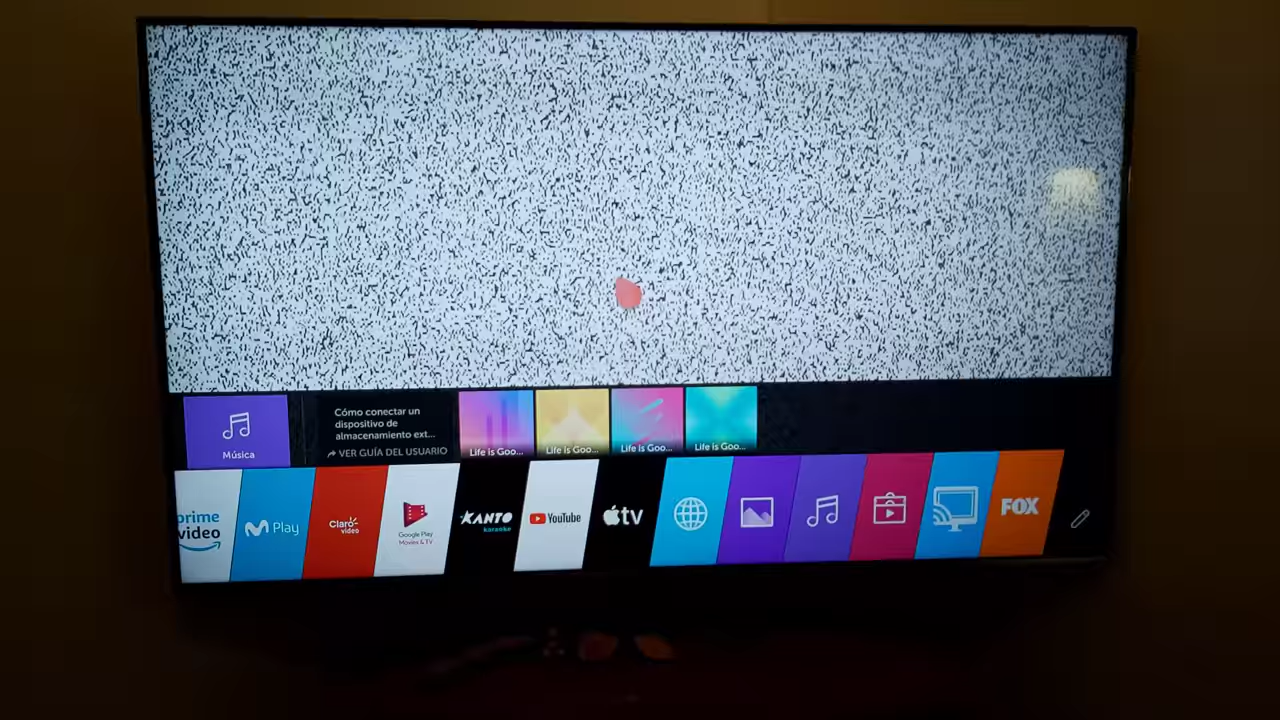 Música
Cómo conectar un
dispositivo de
almacenamiento ext...
VER GUÍA DEL USUARIO
Life is Goo...
Life is Goo...
Life is Goo...
Life is Goo...
prime
video
M Play
Claro
video
Google Play
Movies & TV
KANTO
karaoke
YouTube
tv
FOX